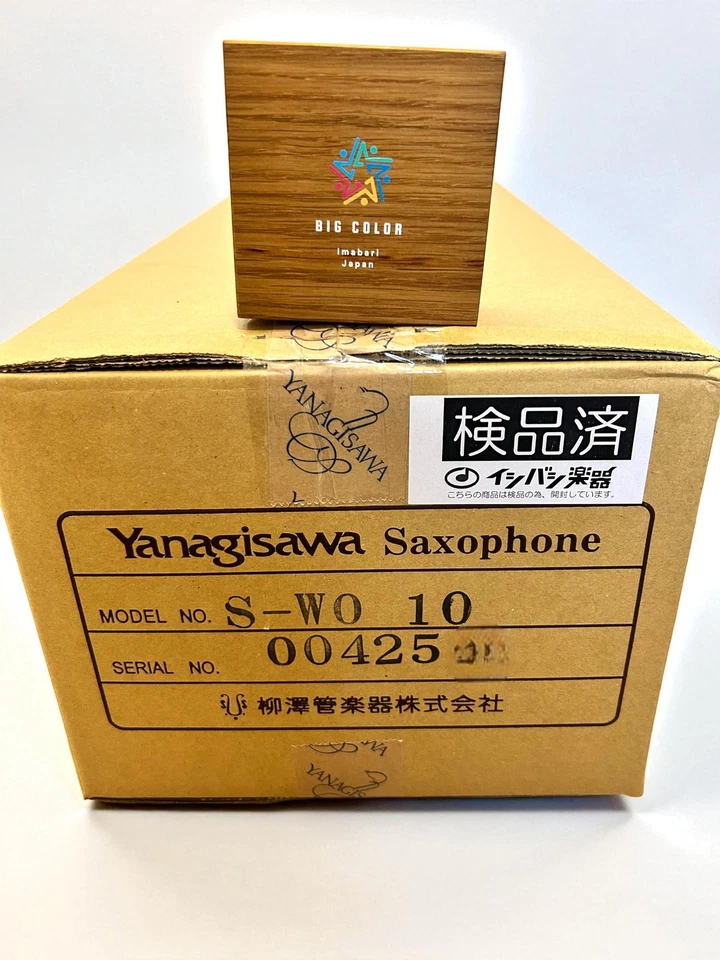 BIG COLOR
Imabari
Japan
YANAGISAWA
検品済
イシバシ楽器
こちらの商品は検品の為、開封しています。
Yanagisawa Saxophone
MODEL NO. S-WO 10
SERIAL NO. 00425
柳澤管楽器株式会社
YANAGIS